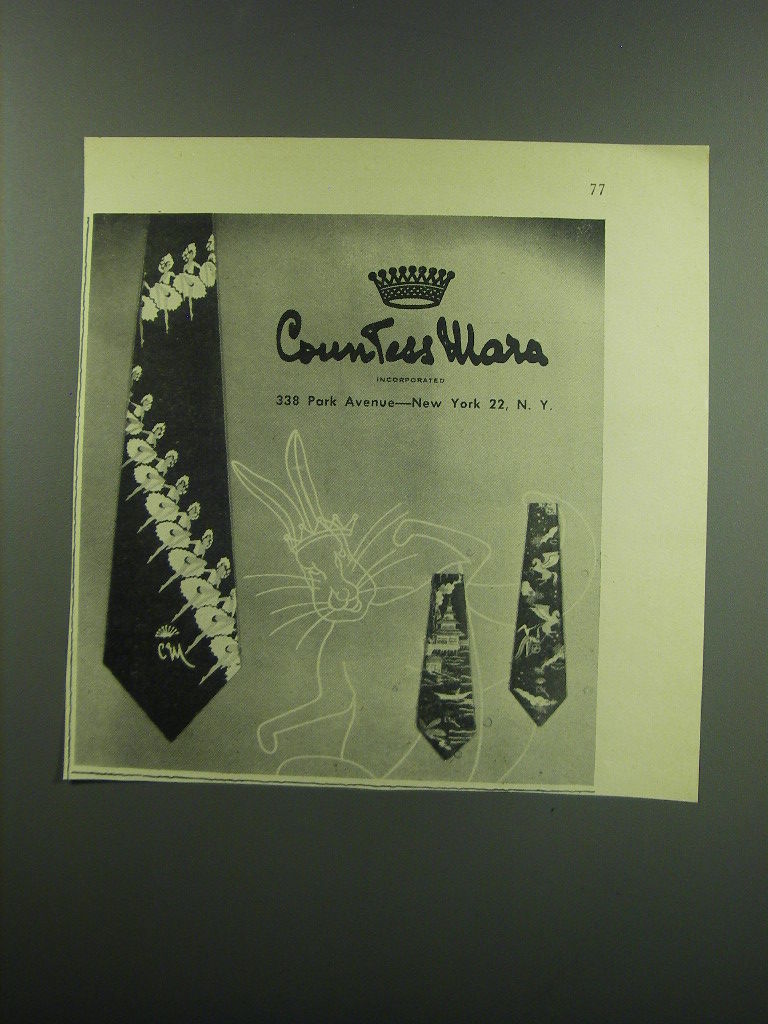 77
Countess Mara
INCORPORATED
338 Park Avenue—New York 22, N. Y.
CM